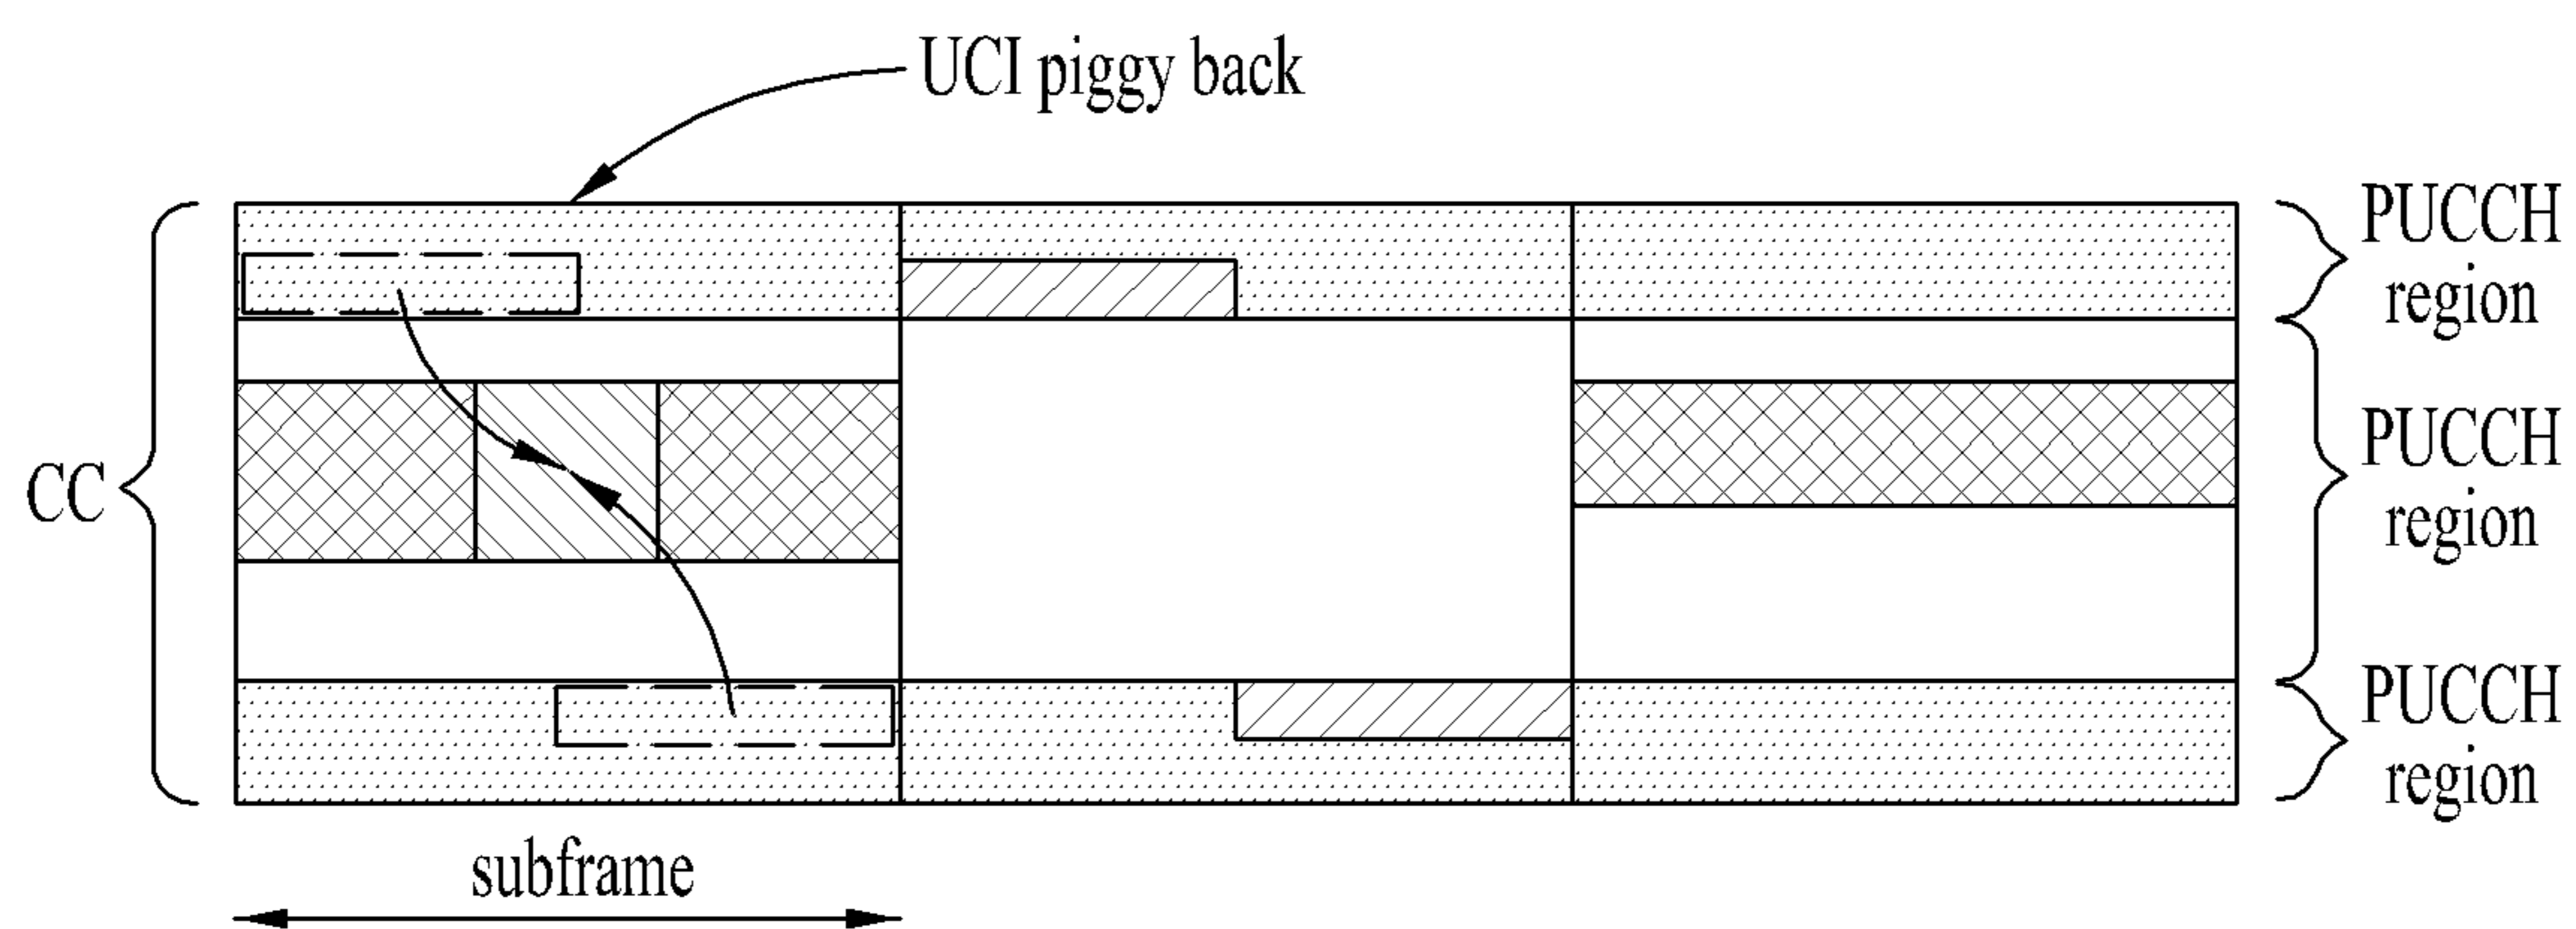 UCI piggy back
PUCCH
region
CC
PUCCH
region
PUCCH
region
subframe